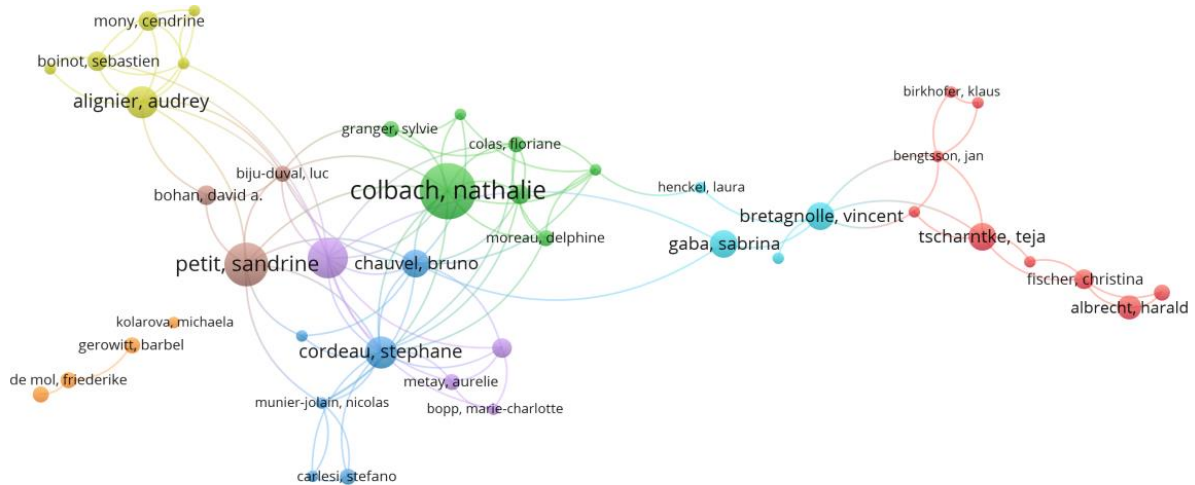 mony, cendrine
boinot, sebastien
alignier, audrey
birkhofer, klaus
granger, sylvie
colas, floriane
bengtsson, jan
biju-duval, luc
bohan, david a.
colbach, nathalie
henckel, laura
bretagnolle, vincent
moreau, delphine
gaba, sabrina
tscharntke, teja
petit, sandrine
chauvel, bruno
fischer, christina
albrecht, harald
kolarova, michaela
gerowitt, barbel
cordeau, stephane
de mol, friederike
metay, aurelie
munier-jolain, nicolas
bopp, marie-charlotte
carlesi, stefano